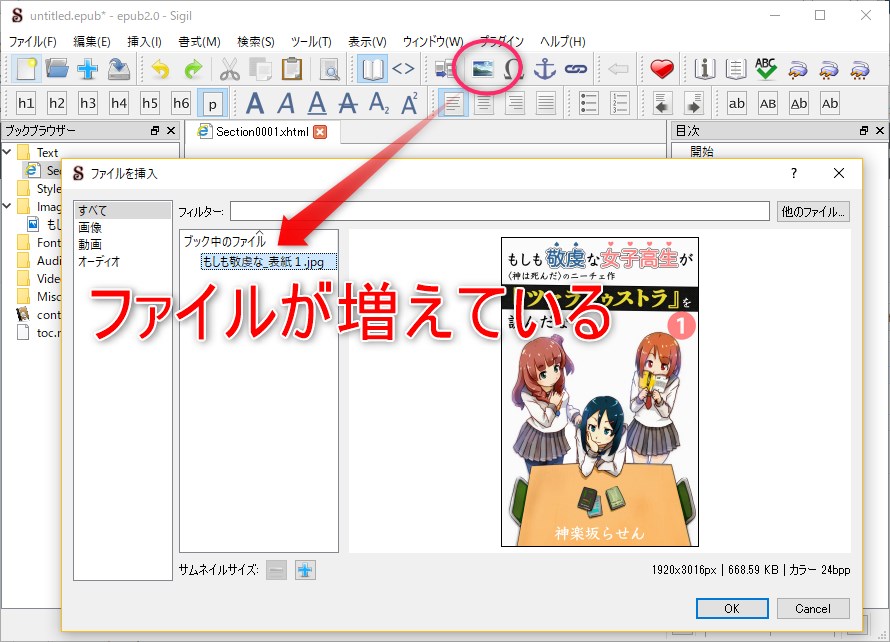 untitled.epub* - epub2.0 - Sigil
ファイル(F) 編集(E) 挿入(I) 書式(M) 検索(S) ツール(T) 表示(V) ウィンドウ(W) プラグイン ヘルプ(H)
ABC
h1 h2 h3 h4 h5 h6 p A A A A A₂ A² ab AB Ab Ab
ブックブラウザー
Section0001.xhtml
目次
Text
開始
Sec
Style
Imag
もし
Font
Audi
Vide
Misc
cont
toc.n
ファイルを挿入
?
すべて
画像
動画
オーディオ
フィルター:
他のファイル...
ブック中のファイル
もしも敬虔な_表紙１.jpg
ファイルが増えている
もしも敬虔な女子高生が
(神は死んだ)のニーチェ作
『ツァラトゥストラ』を
読んだな
1
神楽坂らせん
サムネイルサイズ:
1920x3016px | 668.59 KB | カラー 24bpp
OK
Cancel